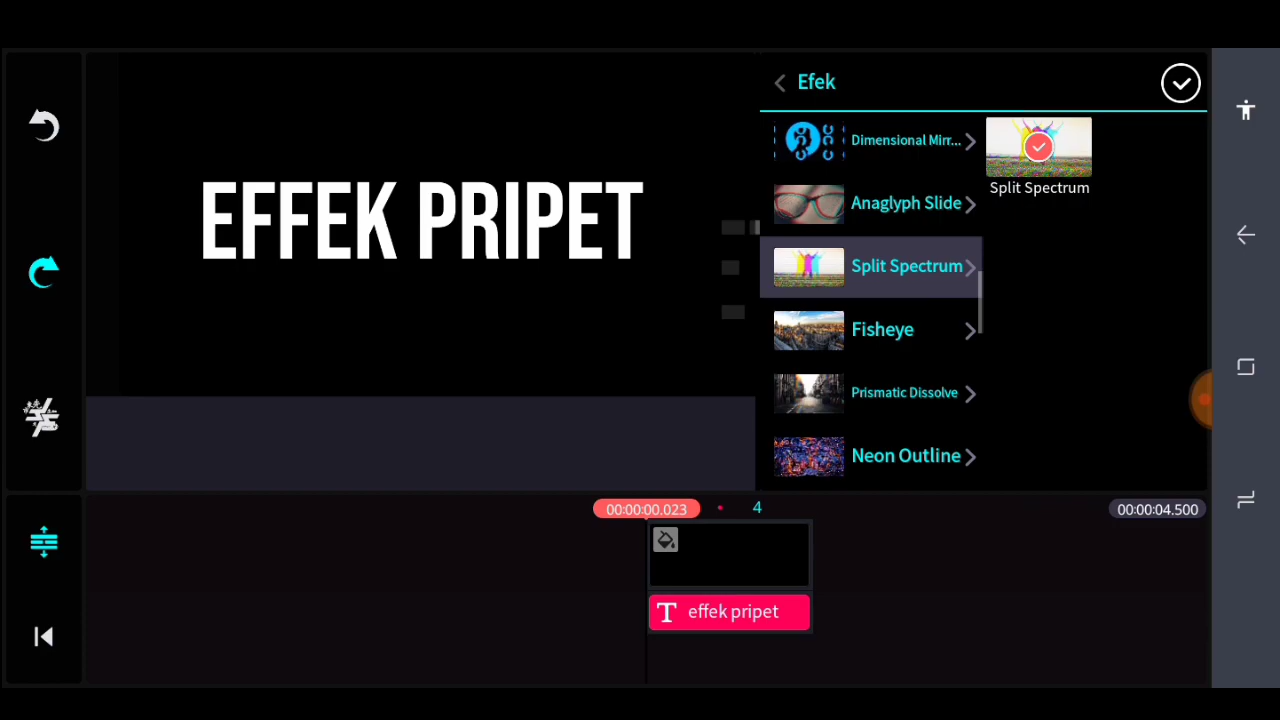 Efek
EFFEK PRIPET
Dimensional Mirr...
Split Spectrum
Anaglyph Slide
Split Spectrum
Fisheye
Prismatic Dissolve
Neon Outline
00:00:00.023
4
00:00:04.500
T effek pripet